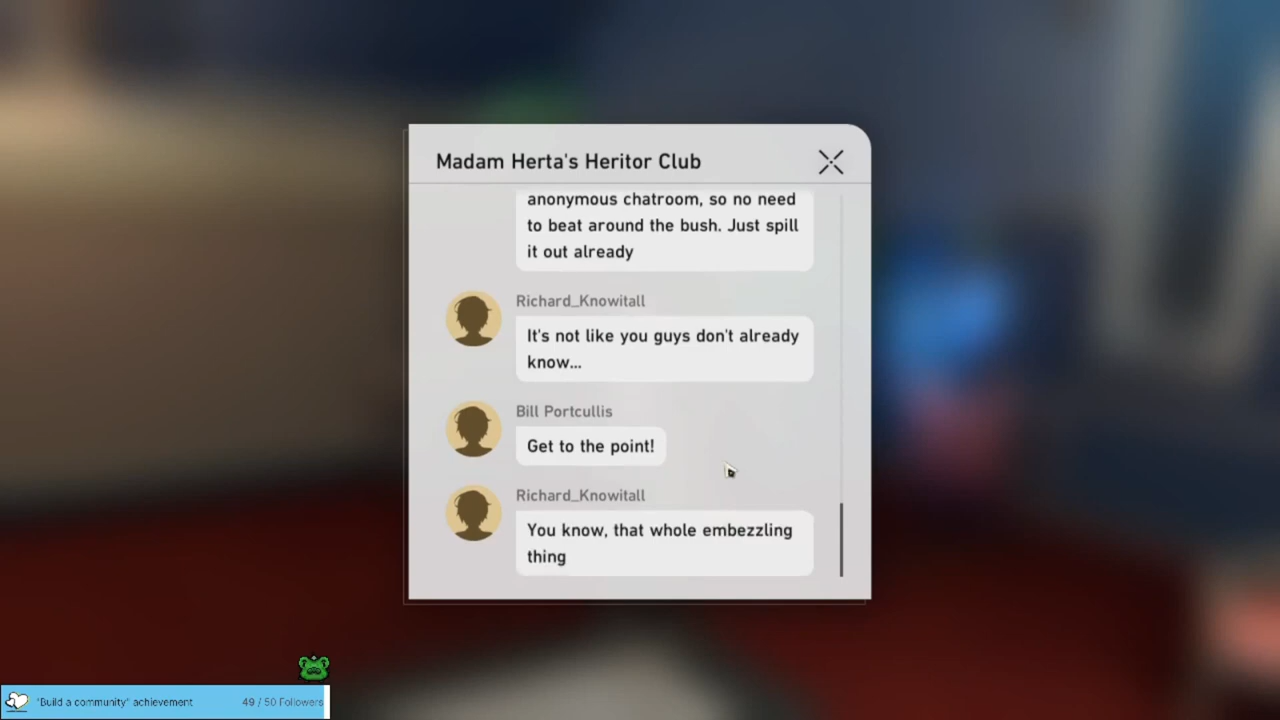 Madam Herta's Heritor Club
anonymous chatroom, so no need
to beat around the bush. Just spill
it out already
Richard_Knowitall
It's not like you guys don't already
know...
Bill Portcullis
Get to the point!
Richard_Knowitall
You know, that whole embezzling
thing
"Build a community" achievement
49 / 50 Followers